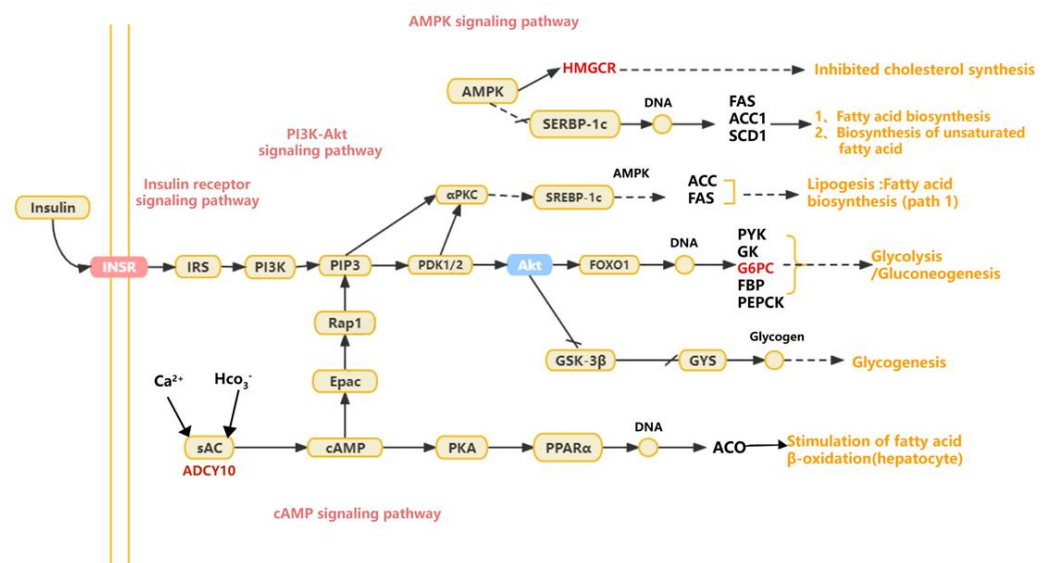 AMPK signaling pathway
HMGCR
Inhibited cholesterol synthesis
AMPK
DNA
SERBP-1c
FAS
ACC1
SCD1
1、Fatty acid biosynthesis
2、Biosynthesis of unsaturated
fatty acid
PI3K-Akt
signaling pathway
Insulin receptor
signaling pathway
AMPK
αPKC
SREBP-1c
ACC
FAS
Lipogesis :Fatty acid
biosynthesis (path 1)
Insulin
INSR
IRS
PI3K
PIP3
PDK1/2
Akt
FOXO1
DNA
PYK
GK
G6PC
FBP
PEPCK
Glycolysis
/Gluconeogenesis
Rap1
GSK-3β
GYS
Glycogen
Glycogenesis
Ca²⁺
Hco₃⁻
Epac
sAC
ADCY10
cAMP
PKA
PPARα
DNA
ACO
Stimulation of fatty acid
β-oxidation(hepatocyte)
cAMP signaling pathway